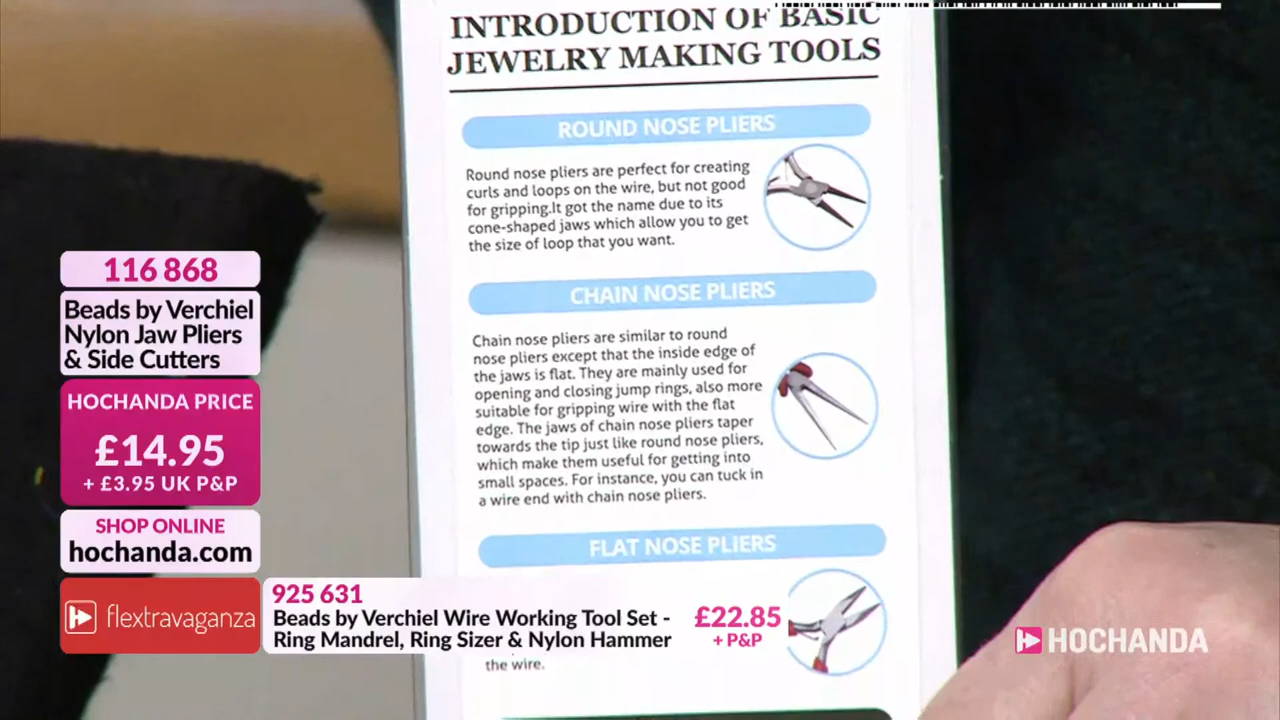 INTRODUCTION OF BASIC
JEWELRY MAKING TOOLS
ROUND NOSE PLIERS
Round nose pliers are perfect for creating
curls and loops on the wire, but not good
for gripping.It got the name due to its
cone-shaped jaws which allow you to get
the size of loop that you want.
CHAIN NOSE PLIERS
Chain nose pliers are similar to round
nose pliers except that the inside edge of
the jaws is flat. They are mainly used for
opening and closing jump rings, also more
suitable for gripping wire with the flat
edge. The jaws of chain nose pliers taper
towards the tip just like round nose pliers,
which make them useful for getting into
small spaces. For instance, you can tuck in
a wire end with chain nose pliers.
FLAT NOSE PLIERS
the wire.
116 868
Beads by Verchiel
Nylon Jaw Pliers
& Side Cutters
HOCHANDA PRICE
£14.95
+ £3.95 UK P&P
SHOP ONLINE
hochanda.com
flextravaganza
925 631
Beads by Verchiel Wire Working Tool Set -
Ring Mandrel, Ring Sizer & Nylon Hammer
£22.85
+ P&P
HOCHANDA